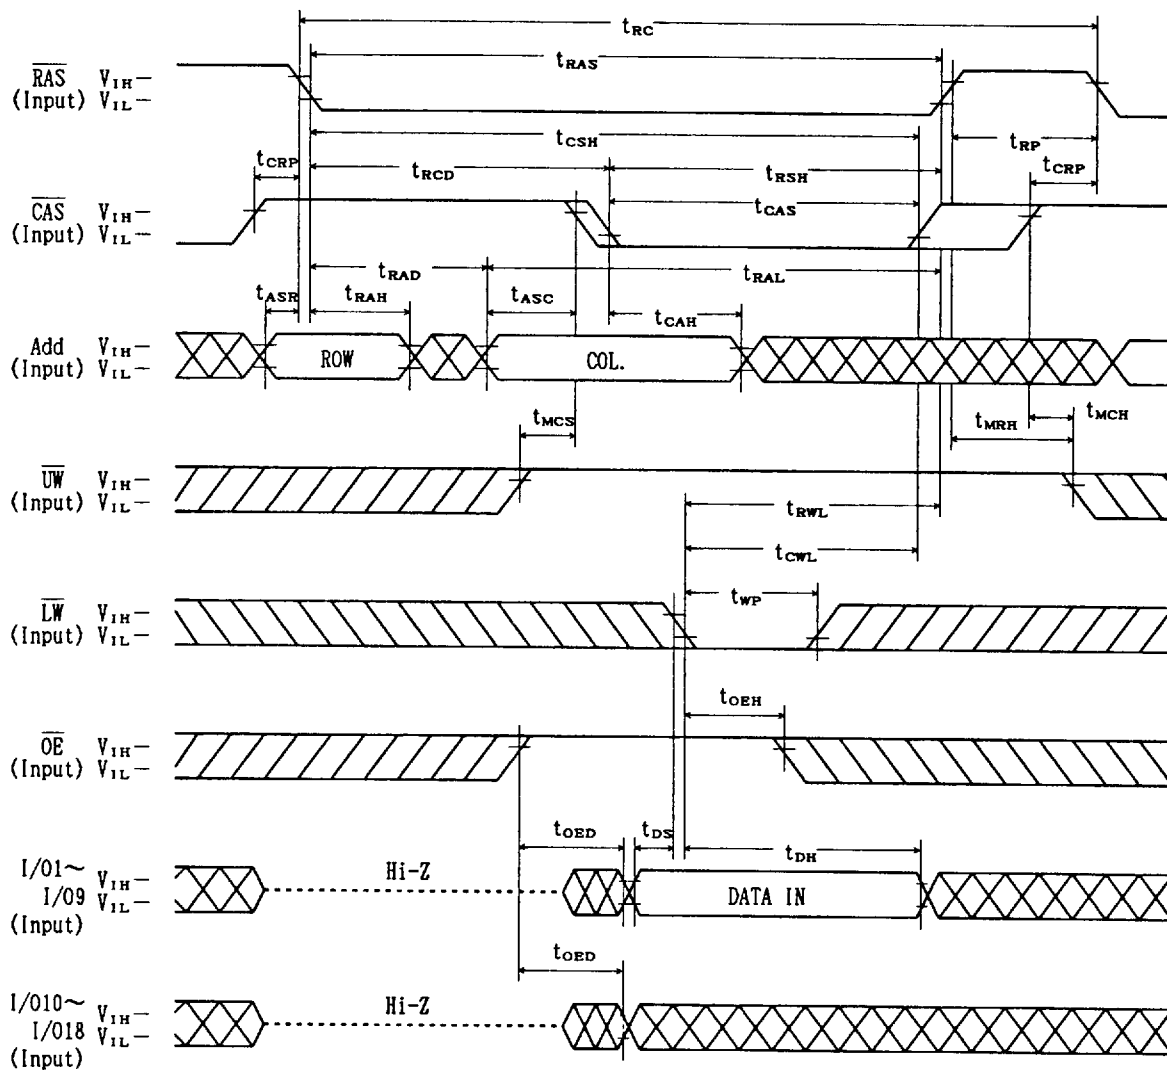 tRC
tRAS
RAS VIH—
(Input) VIL—
tCSH
tRP
tCRP tRCD tRSH tCRP
CAS VIH—
(Input) VIL—
tCAS
tRAD tRAL
tASR tRAH tASC tCAH
Add VIH—
(Input) VIL—
ROW COL.
tMCS tMRH tMCH
UW VIH—
(Input) VIL—
tRWL
tCWL
LW VIH—
(Input) VIL—
tWP
tOEH
OE VIH—
(Input) VIL—
tOED tDS tDH
I/O1~ VIH—
I/O9 VIL—
(Input)
Hi-Z DATA IN
tOED
I/O10~ VIH—
I/O18 VIL—
(Input)
Hi-Z